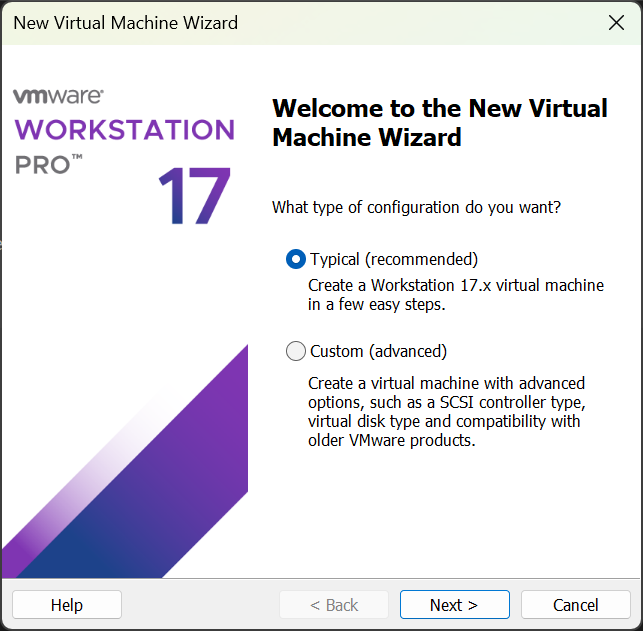 New Virtual Machine Wizard
vmware®
WORKSTATION
PRO™
17
Welcome to the New Virtual
Machine Wizard
What type of configuration do you want?
Typical (recommended)
Create a Workstation 17.x virtual machine
in a few easy steps.
Custom (advanced)
Create a virtual machine with advanced
options, such as a SCSI controller type,
virtual disk type and compatibility with
older VMware products.
Help
< Back
Next >
Cancel